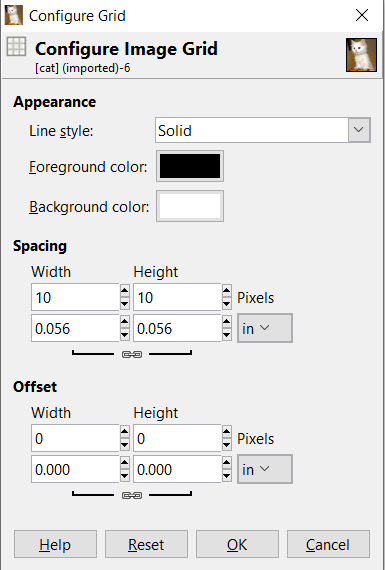 Configure Grid
Configure Image Grid
[cat] (imported)-6
Appearance
Line style: Solid
Foreground color:
Background color:
Spacing
Width Height
10 10 Pixels
0.056 0.056 in
Offset
Width Height
0 0 Pixels
0.000 0.000 in
Help Reset OK Cancel